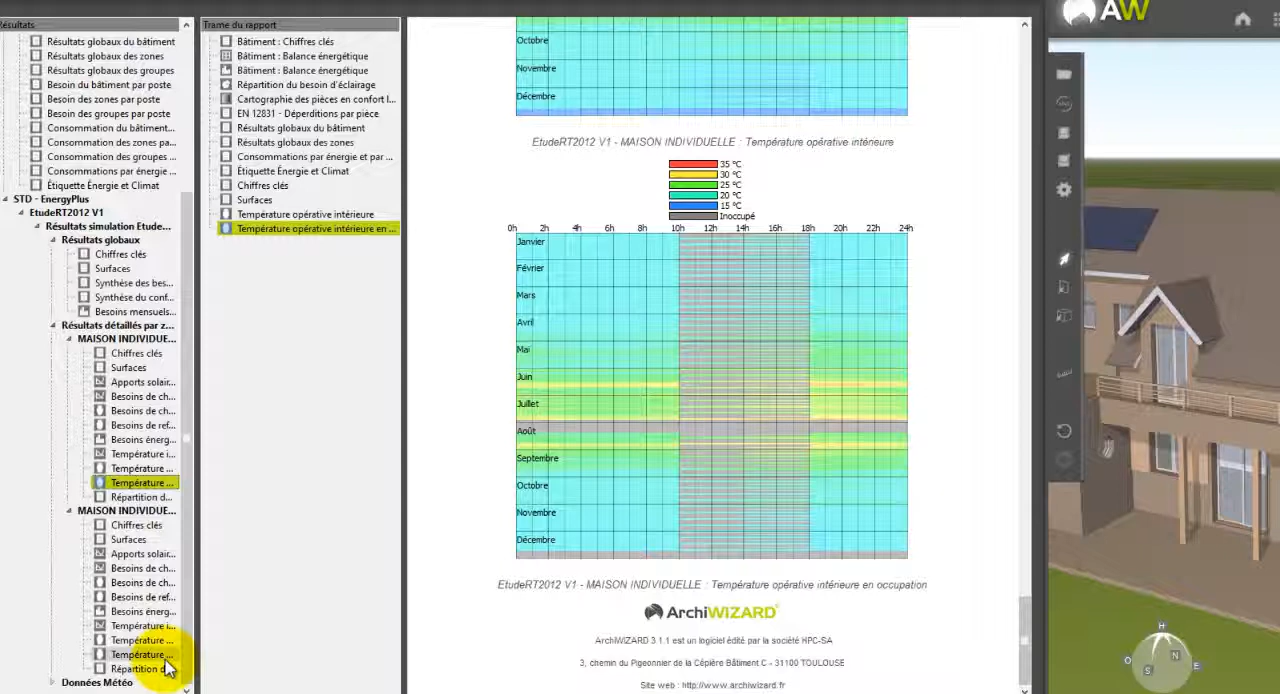 Résultats
Résultats globaux du bâtiment
Résultats globaux des zones
Résultats globaux des groupes
Besoin du bâtiment par poste
Besoin des zones par poste
Besoin des groupes par poste
Consommation du bâtiment...
Consommation des zones pa...
Consommation des groupes ...
Consommations par énergie ...
Étiquette Énergie et Climat
STD - EnergyPlus
EtudeRT2012 V1
Résultats simulation Etude...
Résultats globaux
Chiffres clés
Surfaces
Synthèse des bes...
Synthèse du conf...
Besoins mensuels...
Résultats détaillés par z...
MAISON INDIVIDUE...
Chiffres clés
Surfaces
Apports solair...
Besoins de ch...
Besoins de ch...
Besoins de ref...
Besoins énerg...
Température i...
Température ...
Température ...
Répartition d...
MAISON INDIVIDUE...
Chiffres clés
Surfaces
Apports solair...
Besoins de ch...
Besoins de ch...
Besoins de ref...
Besoins énerg...
Température i...
Température ...
Température ...
Répartition d
Données Météo
Trame du rapport
Bâtiment : Chiffres clés
Bâtiment : Balance énergétique
Bâtiment : Balance énergétique
Répartition du besoin d'éclairage
Cartographie des pièces en confort l...
EN 12831 - Déperditions par pièce
Résultats globaux du bâtiment
Résultats globaux des zones
Consommations par énergie et par ...
Étiquette Énergie et Climat
Chiffres clés
Surfaces
Température opérative intérieure
Température opérative intérieure en ...
Octobre
Novembre
Décembre
EtudeRT2012 V1 - MAISON INDIVIDUELLE : Température opérative intérieure
35 °C
30 °C
25 °C
20 °C
15 °C
Inoccupé
0h 2h 4h 6h 8h 10h 12h 14h 16h 18h 20h 22h 24h
Janvier
Février
Mars
Avril
Mai
Juin
Juillet
Août
Septembre
Octobre
Novembre
Décembre
EtudeRT2012 V1 - MAISON INDIVIDUELLE : Température opérative intérieure en occupation
ArchiWIZARD
ArchiWIZARD 3.1.1 est un logiciel édité par la société HPC-SA
3, chemin du Pigeonnier de la Cépière Bâtiment C - 31100 TOULOUSE
Site web : http://www.archiwizard.fr
AW
H
N
O
E
S